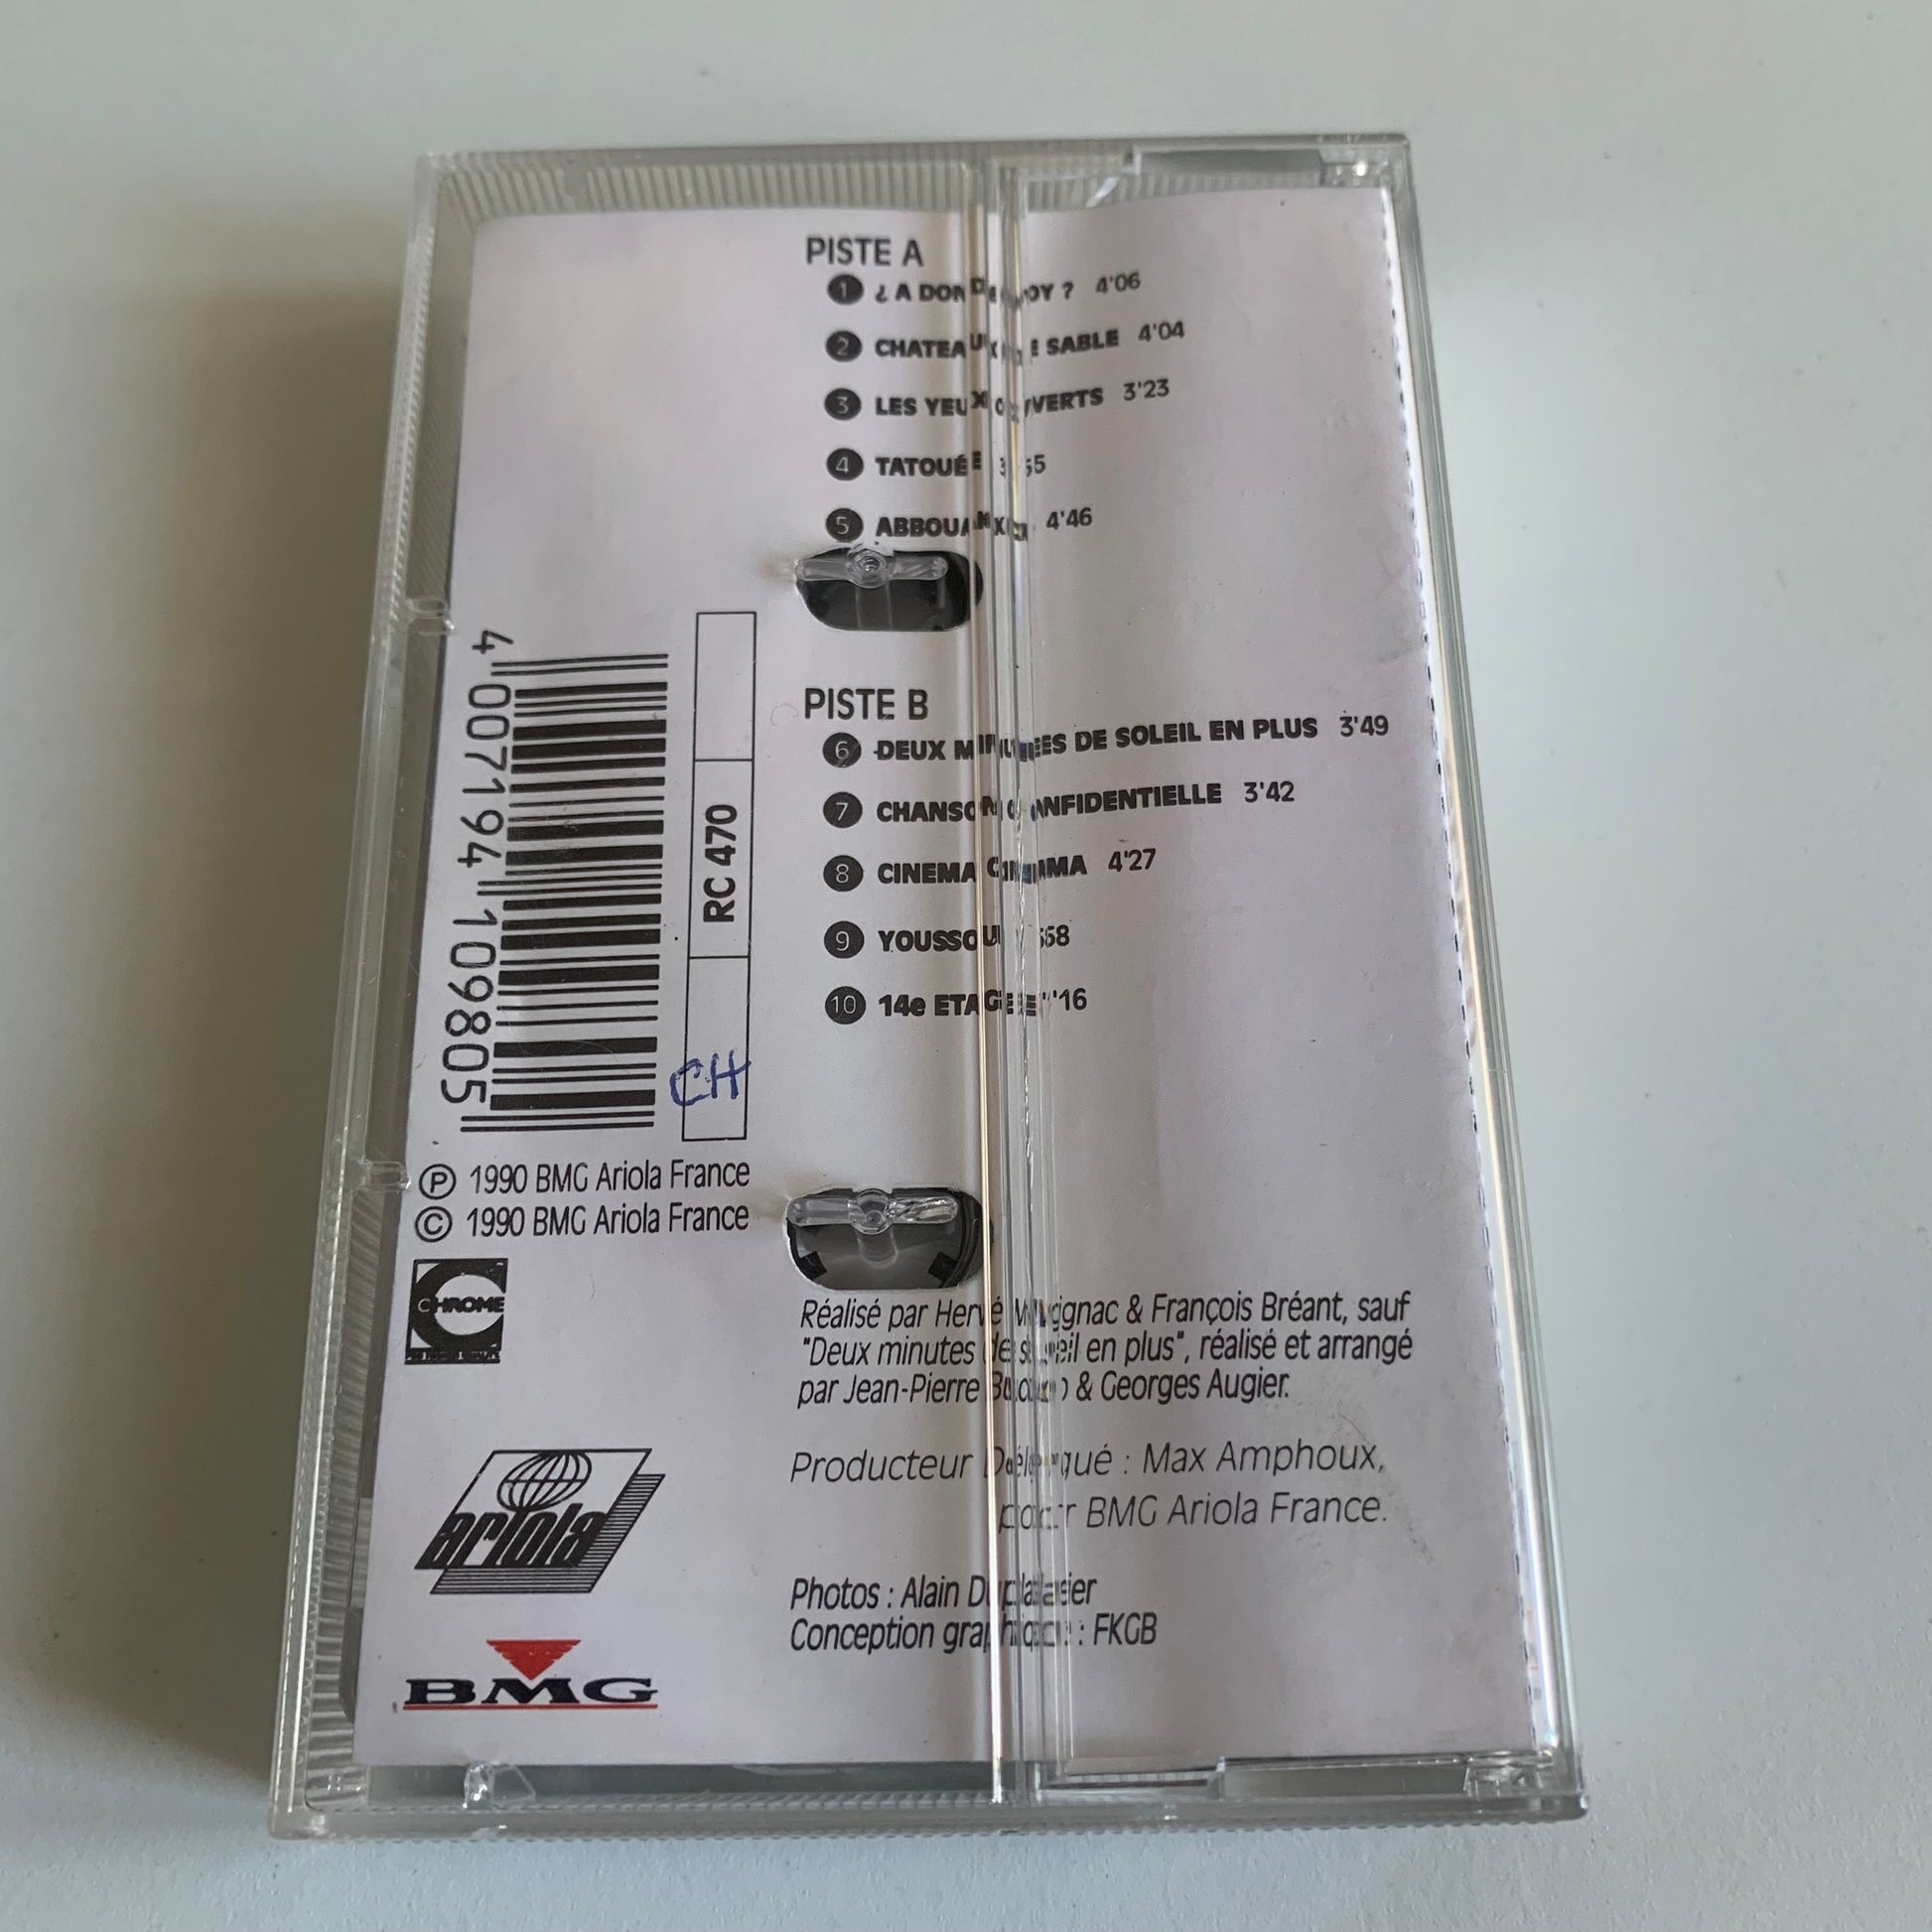 PISTE A
1 ¿ A DONDE VOY ? 4'06
2 CHATEAUX DE SABLE 4'04
3 LES YEUX OUVERTS 3'23
4 TATOUÉE
5 4'46
PISTE B
6 DEUX MINUTES DE SOLEIL EN PLUS 3'49
7 CHANSON CONFIDENTIELLE 3'42
8 CINEMA CINEMA 4'27
9
10 14e ETAGE
4 007194 109805
RC 470
CH
℗ 1990 BMG Ariola France
© 1990 BMG Ariola France
CHROME
ariola
BMG
Réalisé par Hervé & François Bréant, sauf
"Deux minutes de soleil en plus", réalisé et arrangé
par Jean-Pierre & Georges Augier.
Producteur Délégué : Max Amphoux,
pour BMG Ariola France.
Photos : Alain
Conception graphique : FKGB